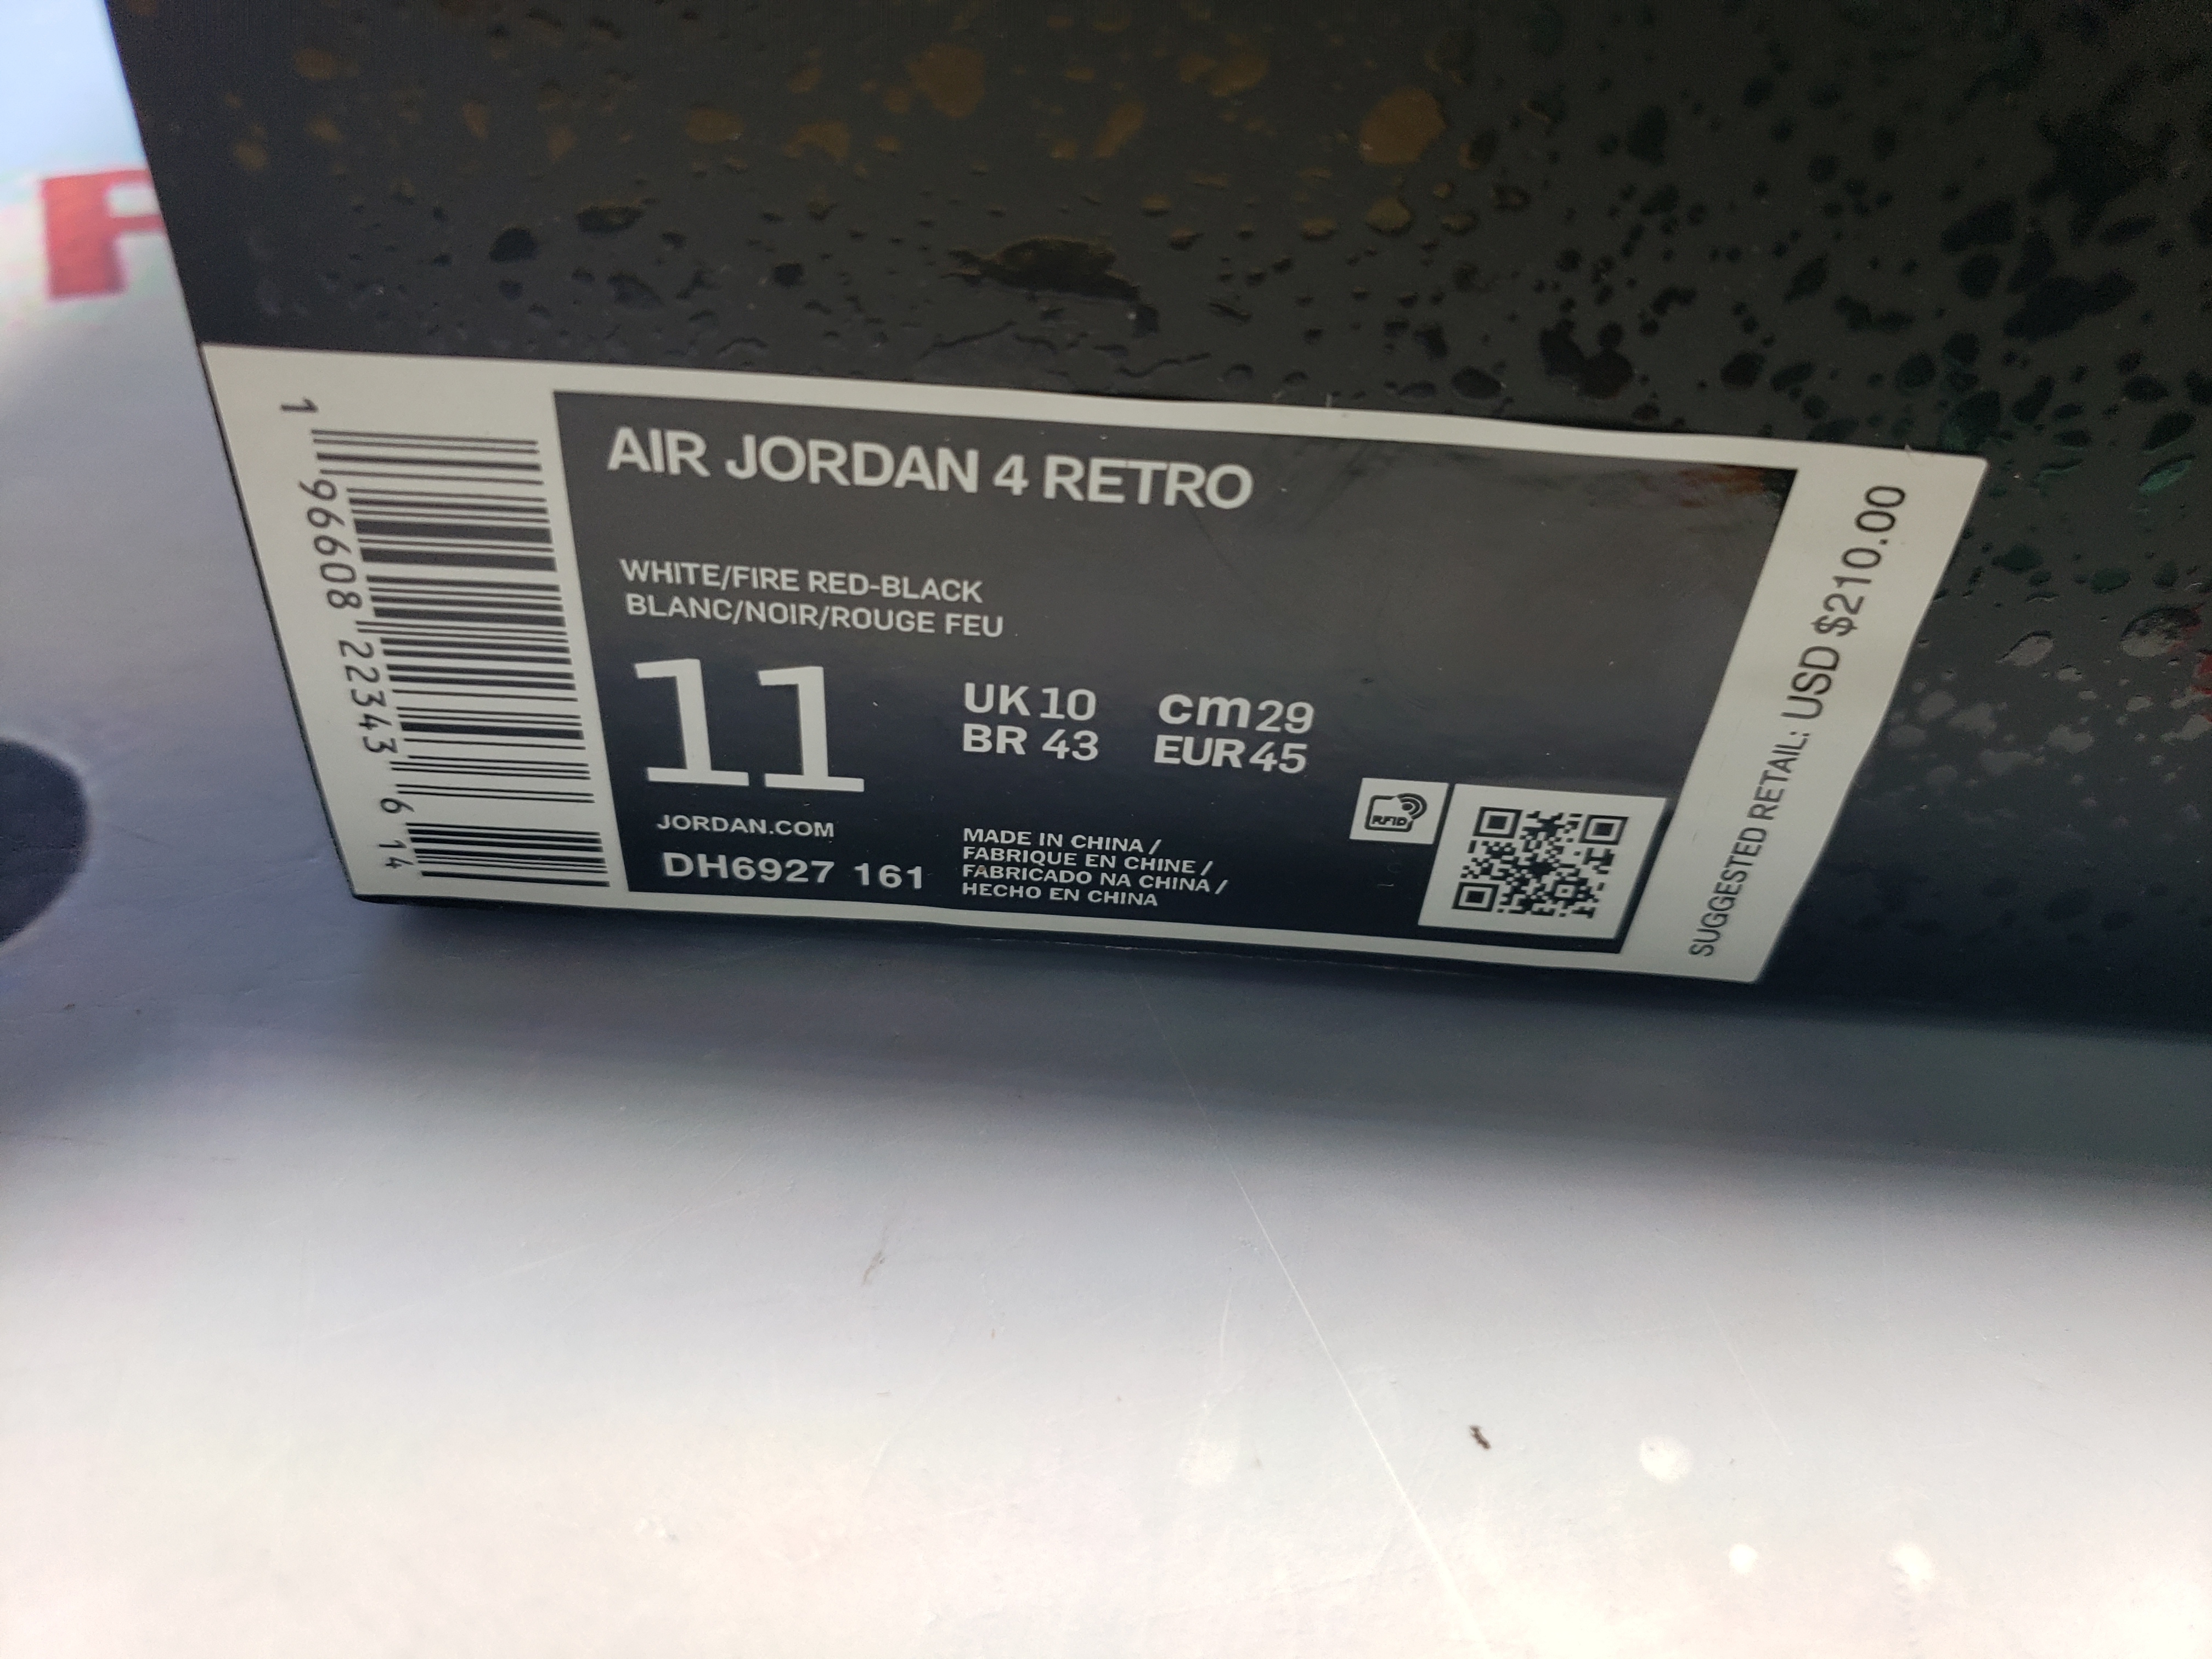 AIR JORDAN 4 RETRO
WHITE/FIRE RED-BLACK
BLANC/NOIR/ROUGE FEU
11
UK 10
cm 29
BR 43
EUR 45
JORDAN.COM
DH6927 161
MADE IN CHINA /
FABRIQUE EN CHINE /
FABRICADO NA CHINA /
HECHO EN CHINA
RFID
1 96608 22343 6 14
SUGGESTED RETAIL: USD $210.00